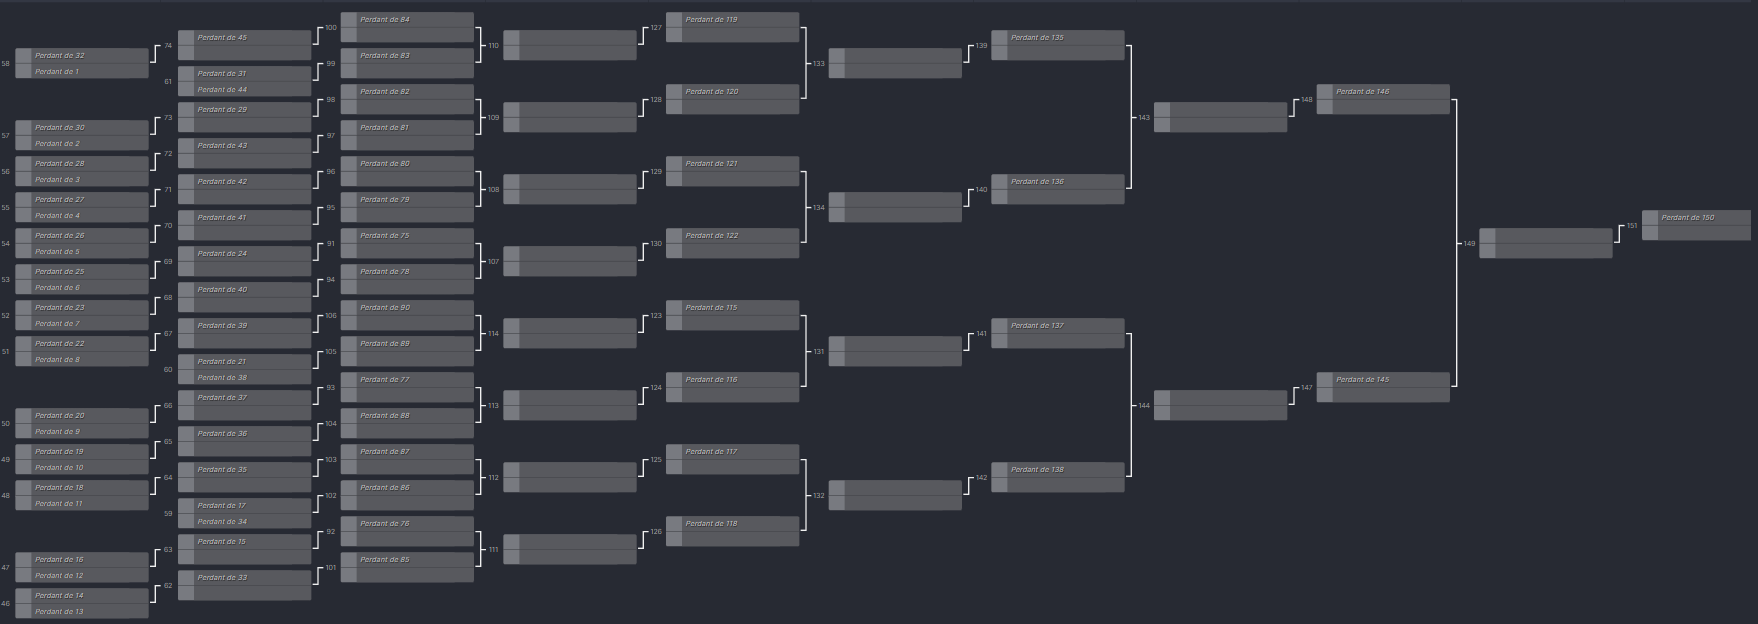 58
Perdant de 32
Perdant de 1
57
Perdant de 30
Perdant de 2
56
Perdant de 28
Perdant de 3
55
Perdant de 27
Perdant de 4
54
Perdant de 26
Perdant de 5
53
Perdant de 25
Perdant de 6
52
Perdant de 23
Perdant de 7
51
Perdant de 22
Perdant de 8
50
Perdant de 20
Perdant de 9
49
Perdant de 19
Perdant de 10
48
Perdant de 18
Perdant de 11
47
Perdant de 16
Perdant de 12
46
Perdant de 14
Perdant de 13
74
Perdant de 45
61
Perdant de 31
Perdant de 44
73
Perdant de 29
72
Perdant de 43
71
Perdant de 42
70
Perdant de 41
69
Perdant de 24
68
Perdant de 40
67
Perdant de 39
60
Perdant de 21
Perdant de 38
66
Perdant de 37
65
Perdant de 36
64
Perdant de 35
59
Perdant de 17
Perdant de 34
63
Perdant de 15
62
Perdant de 33
100
Perdant de 84
99
Perdant de 83
98
Perdant de 82
97
Perdant de 81
96
Perdant de 80
95
Perdant de 79
91
Perdant de 75
94
Perdant de 78
106
Perdant de 90
105
Perdant de 89
93
Perdant de 77
104
Perdant de 88
103
Perdant de 87
102
Perdant de 86
92
Perdant de 76
101
Perdant de 85
110
109
108
107
114
113
112
111
127
Perdant de 119
128
Perdant de 120
129
Perdant de 121
130
Perdant de 122
123
Perdant de 115
124
Perdant de 116
125
Perdant de 117
126
Perdant de 118
133
134
131
132
139
Perdant de 135
140
Perdant de 136
141
Perdant de 137
142
Perdant de 138
143
144
148
Perdant de 146
147
Perdant de 145
149
151
Perdant de 150